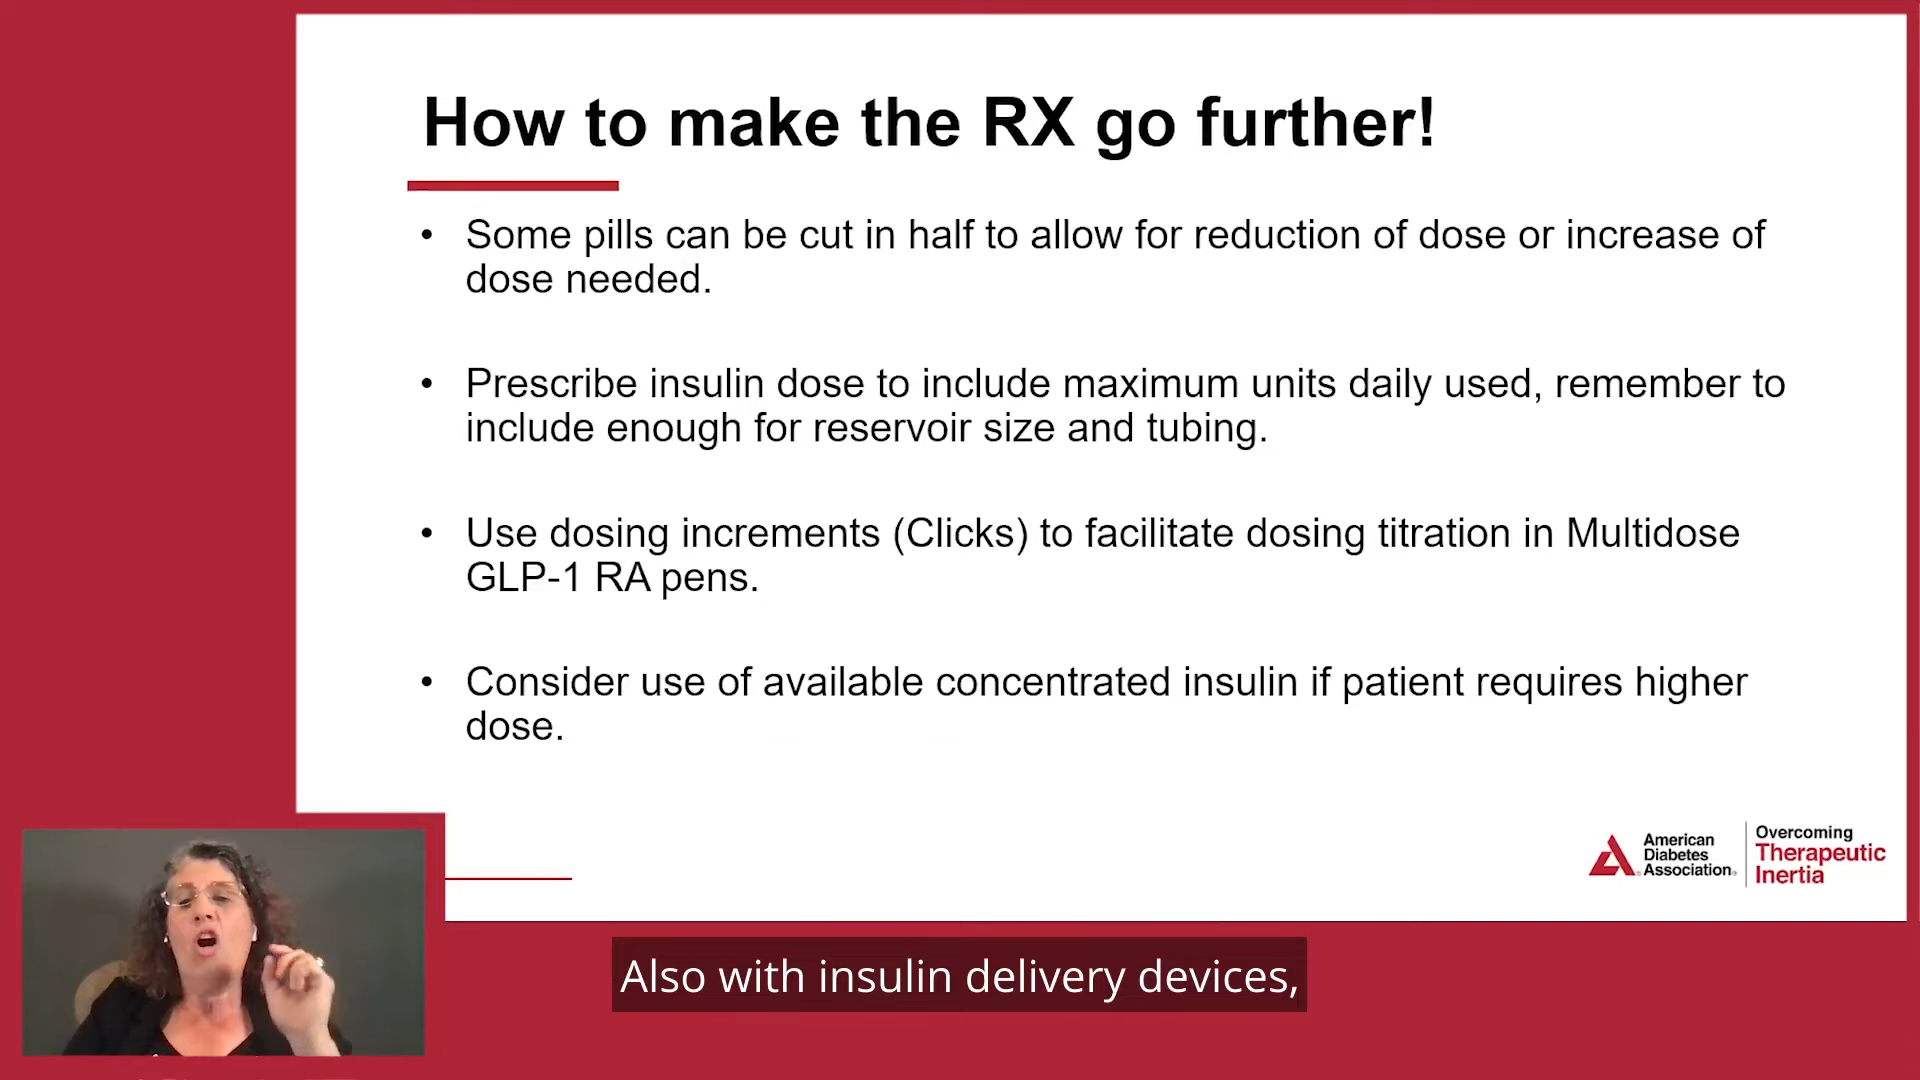 How to make the RX go further!
• Some pills can be cut in half to allow for reduction of dose or increase of
dose needed.
• Prescribe insulin dose to include maximum units daily used, remember to
include enough for reservoir size and tubing.
• Use dosing increments (Clicks) to facilitate dosing titration in Multidose
GLP-1 RA pens.
• Consider use of available concentrated insulin if patient requires higher
dose.
American
Diabetes
Association®
Overcoming
Therapeutic
Inertia
Also with insulin delivery devices,